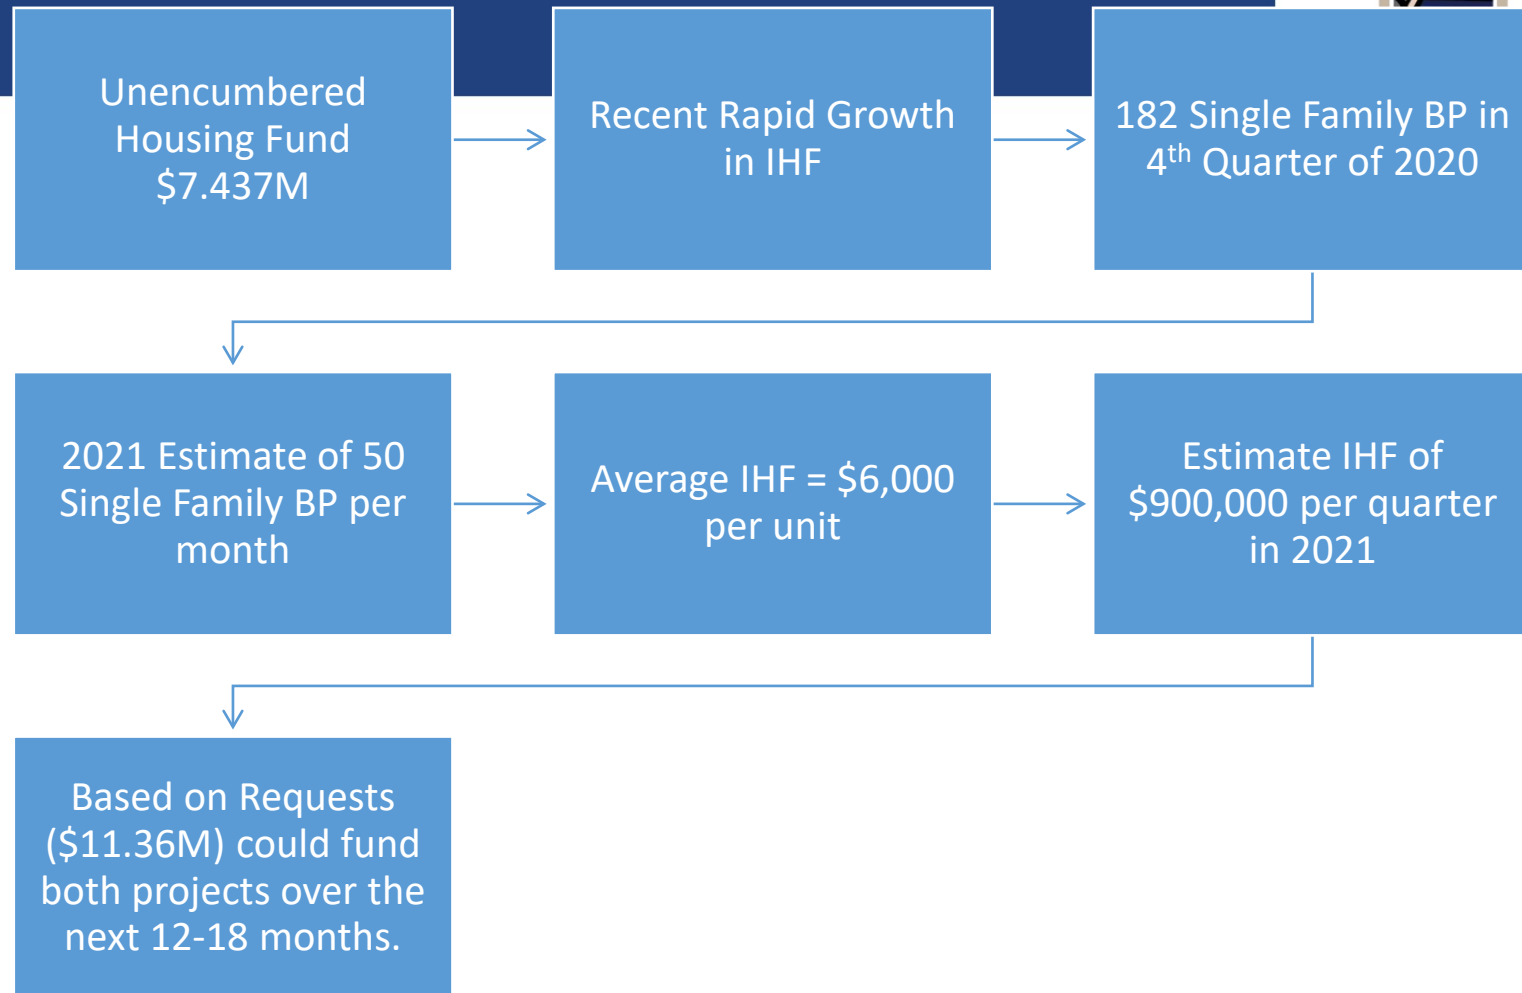 Unencumbered
Housing Fund
$7.437M
Recent Rapid Growth
in IHF
182 Single Family BP in
4th Quarter of 2020
2021 Estimate of 50
Single Family BP per
month
Average IHF = $6,000
per unit
Estimate IHF of
$900,000 per quarter
in 2021
Based on Requests
($11.36M) could fund
both projects over the
next 12-18 months.